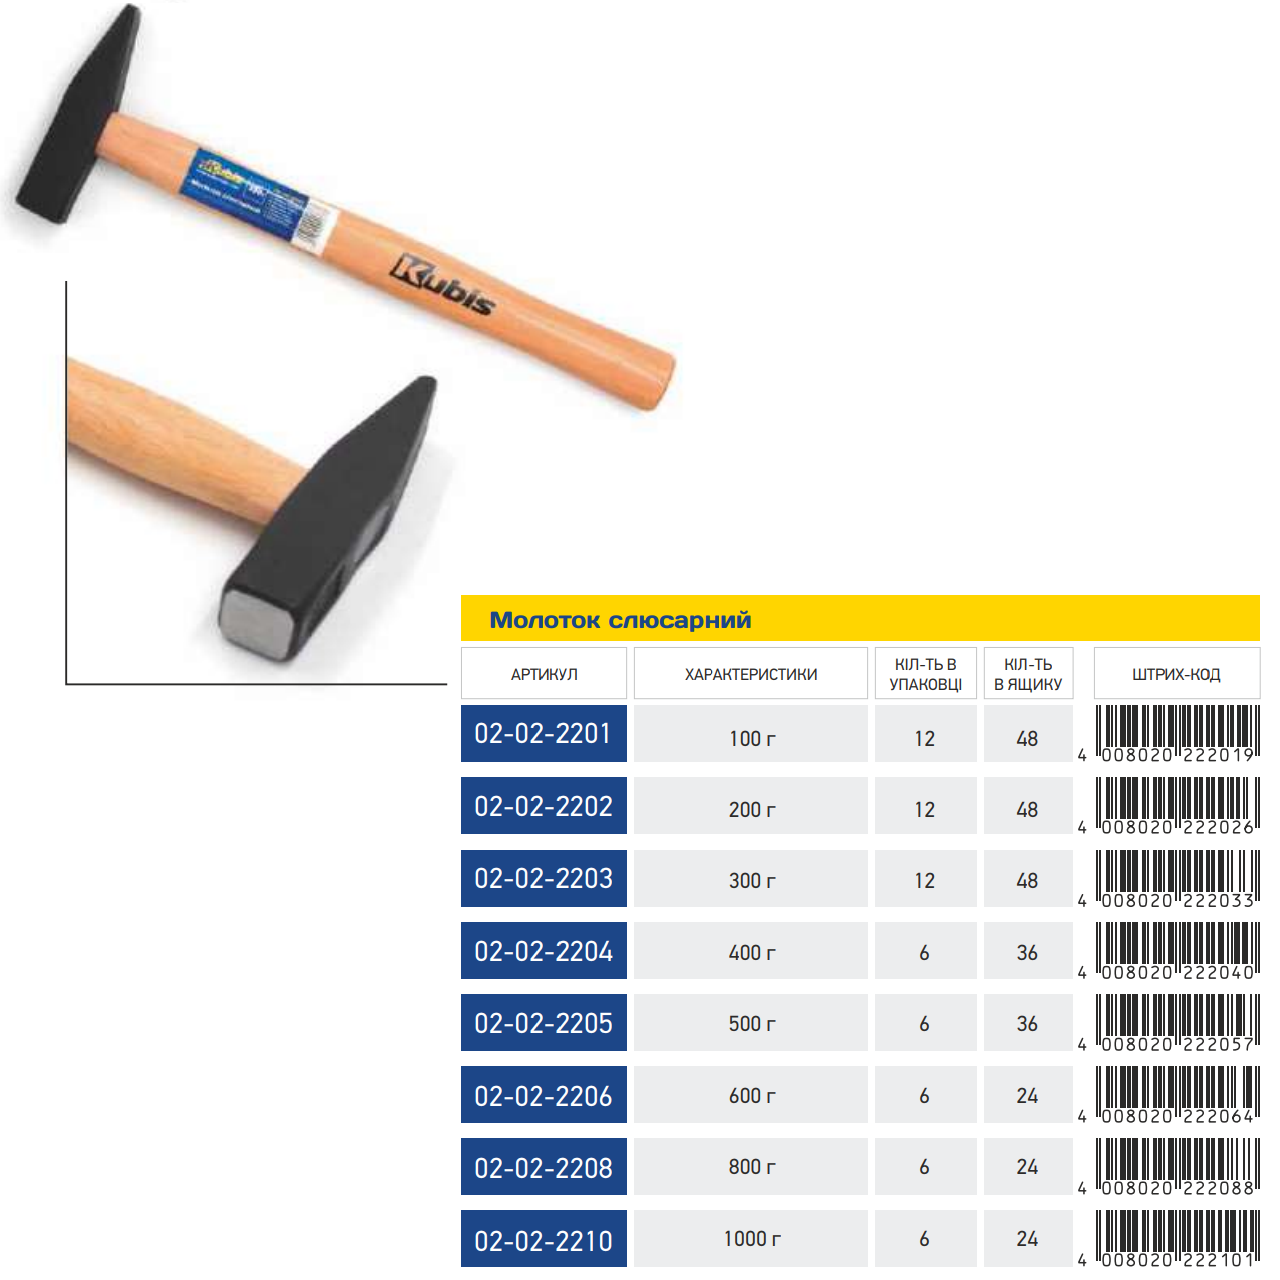 Kubis
Kubis
Молоток слюсарний
АРТИКУЛ ХАРАКТЕРИСТИКИ КІЛ-ТЬ В УПАКОВЦІ КІЛ-ТЬ В ЯЩИКУ ШТРИХ-КОД
02-02-2201 100 г 12 48 4 008020 222019
02-02-2202 200 г 12 48 4 008020 222026
02-02-2203 300 г 12 48 4 008020 222033
02-02-2204 400 г 6 36 4 008020 222040
02-02-2205 500 г 6 36 4 008020 222057
02-02-2206 600 г 6 24 4 008020 222064
02-02-2208 800 г 6 24 4 008020 222088
02-02-2210 1000 г 6 24 4 008020 222101